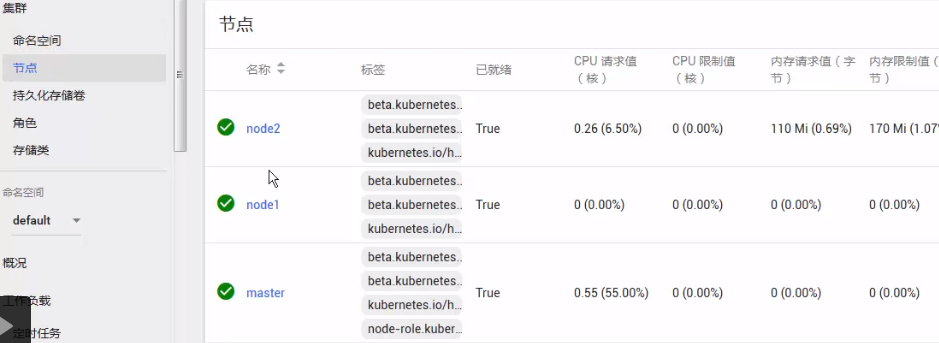 集群
命名空间
节点
持久化存储卷
角色
存储类
命名空间
default
概况
工作负载
定时任务
节点
名称 标签 已就绪 CPU 请求值（核） CPU 限制值（核） 内存请求值（字节） 内存限制值（节）
beta.kubernetes..
node2 beta.kubernetes.. True 0.26 (6.50%) 0 (0.00%) 110 Mi (0.69%) 170 Mi (1.07
kubernetes.io/h...
beta.kubernetes..
node1 beta.kubernetes.. True 0 (0.00%) 0 (0.00%) 0 (0.00%) 0 (0.00%)
kubernetes.io/h...
beta.kubernetes..
beta.kubernetes..
master True 0.55 (55.00%) 0 (0.00%) 0 (0.00%) 0 (0.00%)
kubernetes.io/h...
node-role.kuber...